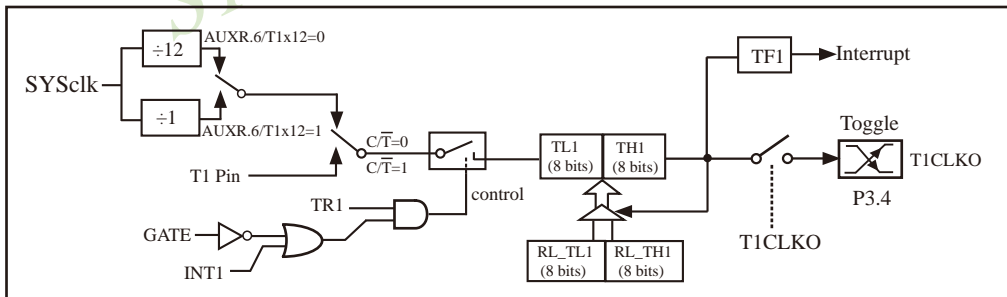 ÷12
AUXR.6/T1x12=0
SYSclk
÷1
AUXR.6/T1x12=1
T1 Pin
C/T̅=0
C/T̅=1
TR1
GATE
INT1
control
TL1
(8 bits)
TH1
(8 bits)
RL_TL1
(8 bits)
RL_TH1
(8 bits)
TF1
Interrupt
Toggle
T1CLKO
P3.4
T1CLKO